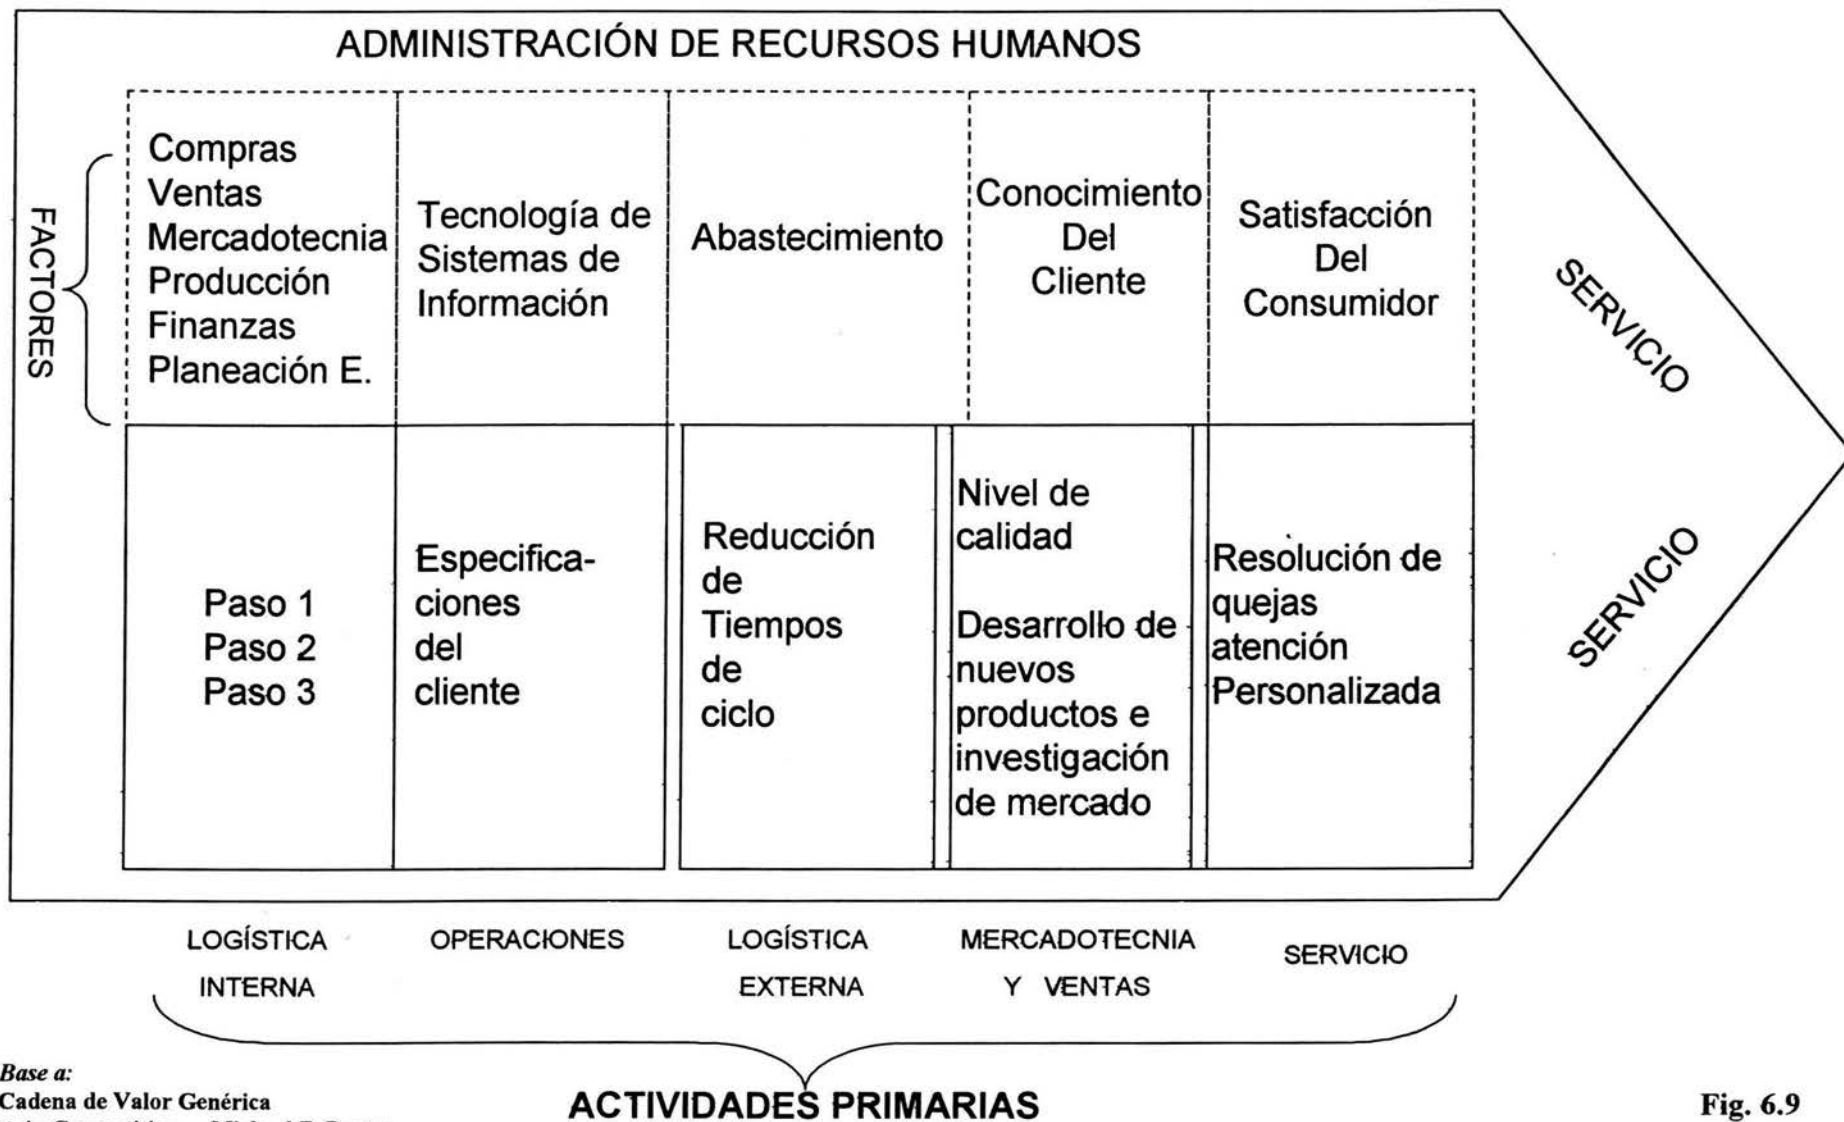 ADMINISTRACIÓN DE RECURSOS HUMANOS
FACTORES
Compras
Ventas
Mercadotecnia
Producción
Finanzas
Planeación E.
Tecnología de
Sistemas de
Información
Abastecimiento
Conocimiento
Del
Cliente
Satisfacción
Del
Consumidor
SERVICIO
Paso 1
Paso 2
Paso 3
Especifica-
ciones
del
cliente
Reducción
de
Tiempos
de
ciclo
Nivel de
calidad
Desarrollo de
nuevos
productos e
investigación
de mercado
Resolución de
quejas
atención
Personalizada
SERVICIO
LOGÍSTICA
INTERNA
OPERACIONES
LOGÍSTICA
EXTERNA
MERCADOTECNIA
Y VENTAS
SERVICIO
Base a:
Cadena de Valor Genérica
ACTIVIDADES PRIMARIAS
Fig. 6.9